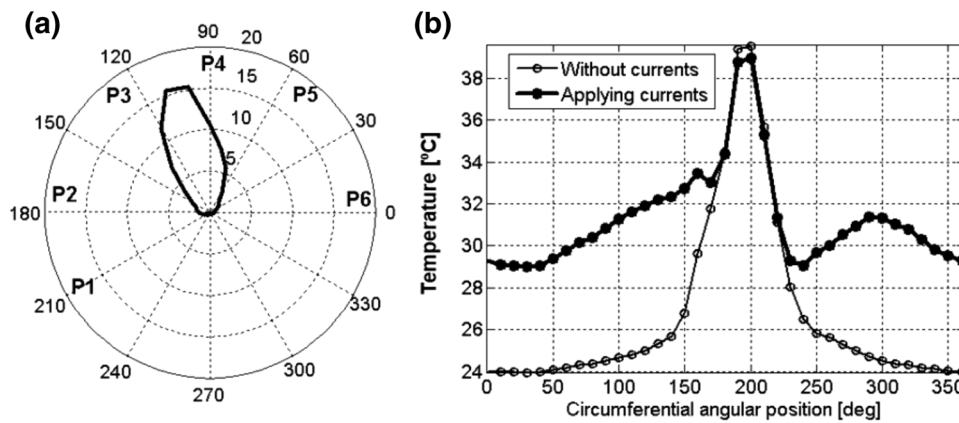 (a)
90
120
60
20
P4
15
P3
P5
10
150
30
5
P2
P6
180
0
P1
210
330
240
300
270
(b)
Without currents
Applying currents
Temperature [ºC]
38
36
34
32
30
28
26
24
0 50 100 150 200 250 300 350
Circumferential angular position [deg]